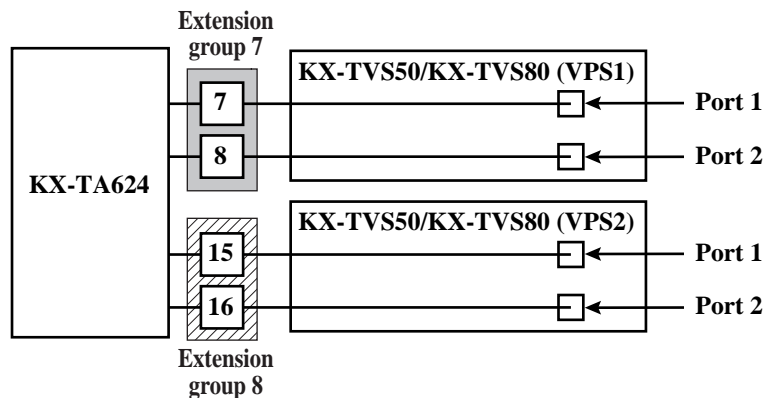 Extension
group 7
KX-TVS50/KX-TVS80 (VPS1)
7
Port 1
8
Port 2
KX-TA624
KX-TVS50/KX-TVS80 (VPS2)
15
Port 1
16
Port 2
Extension
group 8